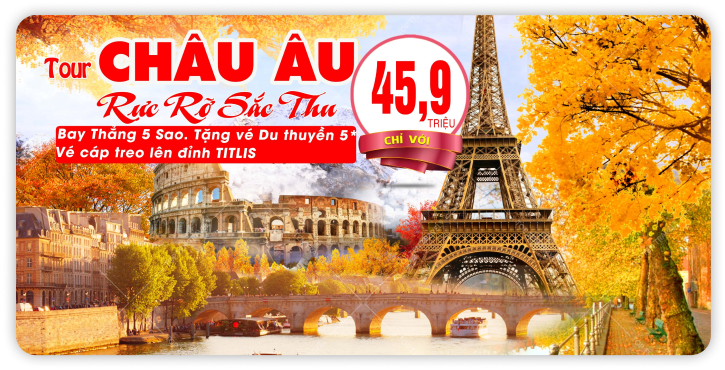 Tour CHÂU ÂU
Rực Rỡ Sắc Thu
Bay Thẳng 5 Sao. Tặng vé Du thuyền 5*
Vé cáp treo lên đỉnh TITLIS
45,9
TRIỆU
CHỈ VỚI